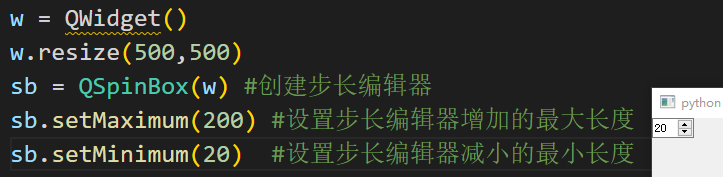 w = QWidget()
w.resize(500,500)
sb = QSpinBox(w) #创建步长编辑器
sb.setMaximum(200) #设置步长编辑器增加的最大长度
sb.setMinimum(20)  #设置步长编辑器减小的最小长度
python
20